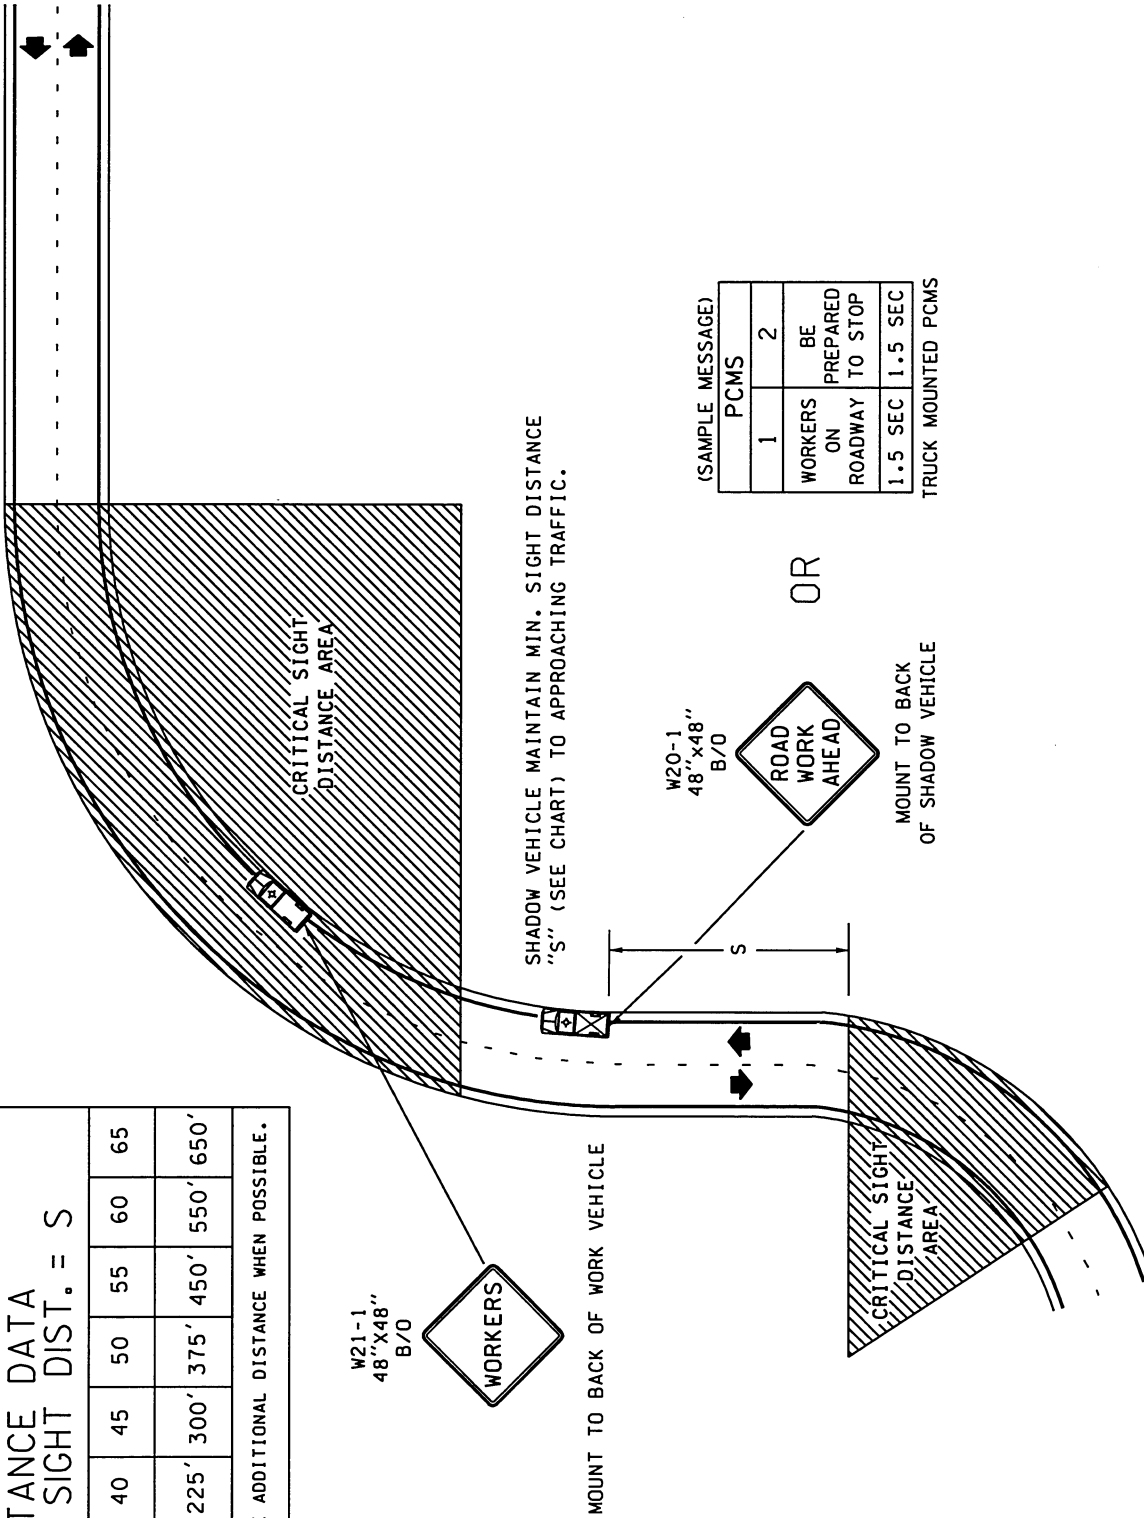 TANCE DATA
SIGHT DIST. = S
40 45 50 55 60 65
225' 300' 375' 450' 550' 650'
ADDITIONAL DISTANCE WHEN POSSIBLE.
W21-1
48"X48"
B/O
WORKERS
MOUNT TO BACK OF WORK VEHICLE
CRITICAL SIGHT
DISTANCE AREA
SHADOW VEHICLE MAINTAIN MIN. SIGHT DISTANCE
"S" (SEE CHART) TO APPROACHING TRAFFIC.
S
CRITICAL SIGHT
DISTANCE
AREA
W20-1
48"x48"
B/O
ROAD
WORK
AHEAD
MOUNT TO BACK
OF SHADOW VEHICLE
OR
(SAMPLE MESSAGE)
PCMS
1 2
WORKERS
ON
ROADWAY
BE
PREPARED
TO STOP
1.5 SEC 1.5 SEC
TRUCK MOUNTED PCMS